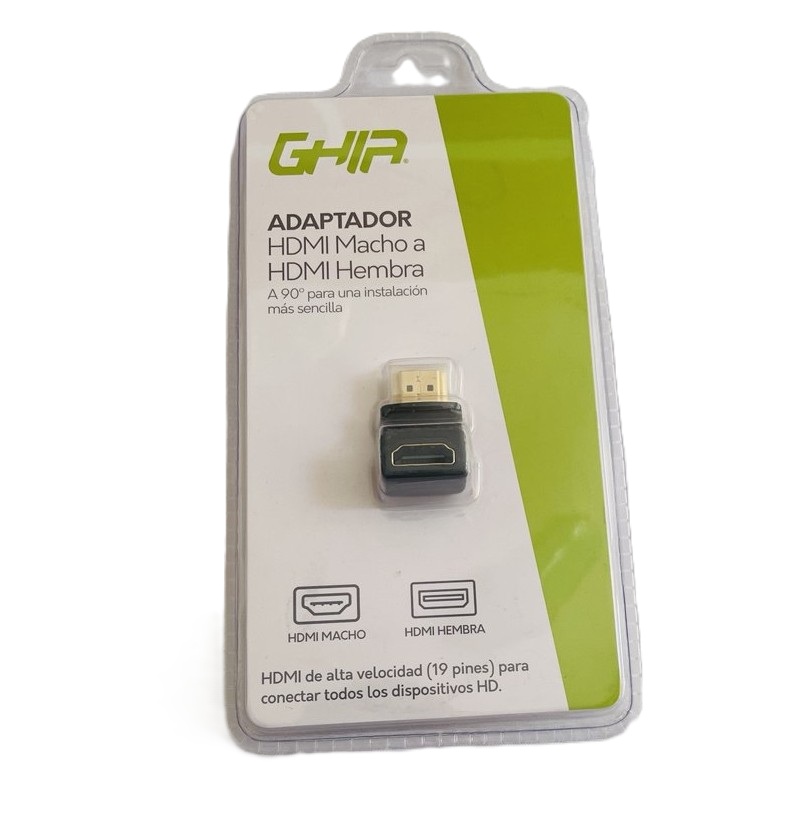 GHIA®
ADAPTADOR
HDMI Macho a
HDMI Hembra
A 90° para una instalación
más sencilla
HDMI MACHO
HDMI HEMBRA
HDMI de alta velocidad (19 pines) para
conectar todos los dispositivos HD.